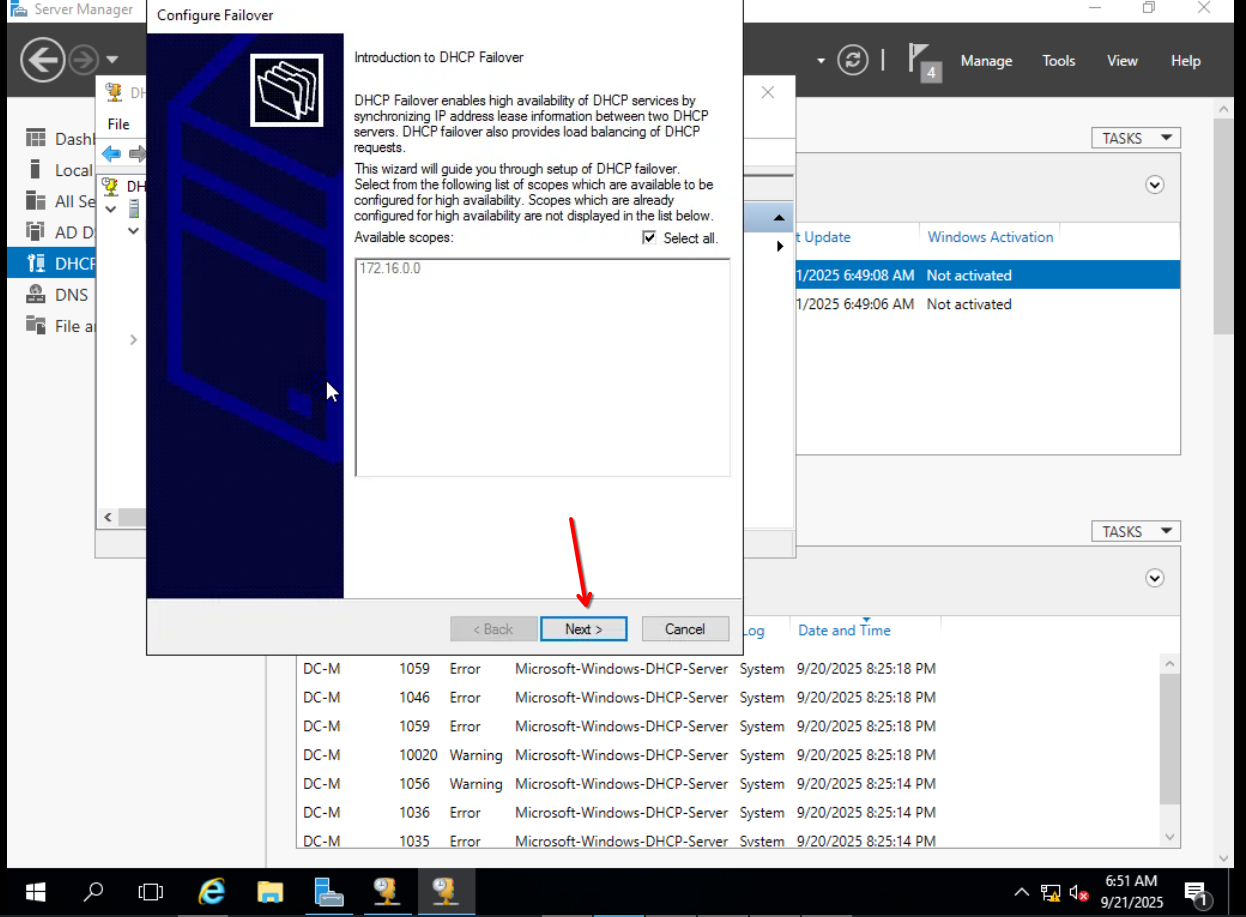 Server Manager
Configure Failover
4
Manage
Tools
View
Help
File
Introduction to DHCP Failover
DHCP Failover enables high availability of DHCP services by
synchronizing IP address lease information between two DHCP
servers. DHCP failover also provides load balancing of DHCP
requests.
This wizard will guide you through setup of DHCP failover.
Select from the following list of scopes which are available to be
configured for high availability. Scopes which are already
configured for high availability are not displayed in the list below.
Available scopes:
Select all.
172.16.0.0
< Back
Next >
Cancel
Dashb
Local
All Se
AD D
DHCP
DNS
File a
DH
DH
TASKS
t Update
Windows Activation
1/2025 6:49:08 AM Not activated
1/2025 6:49:06 AM Not activated
TASKS
Log
Date and Time
DC-M 1059 Error Microsoft-Windows-DHCP-Server System 9/20/2025 8:25:18 PM
DC-M 1046 Error Microsoft-Windows-DHCP-Server System 9/20/2025 8:25:18 PM
DC-M 1059 Error Microsoft-Windows-DHCP-Server System 9/20/2025 8:25:18 PM
DC-M 10020 Warning Microsoft-Windows-DHCP-Server System 9/20/2025 8:25:18 PM
DC-M 1056 Warning Microsoft-Windows-DHCP-Server System 9/20/2025 8:25:14 PM
DC-M 1036 Error Microsoft-Windows-DHCP-Server System 9/20/2025 8:25:14 PM
DC-M 1035 Error Microsoft-Windows-DHCP-Server System 9/20/2025 8:25:14 PM
6:51 AM
9/21/2025
1